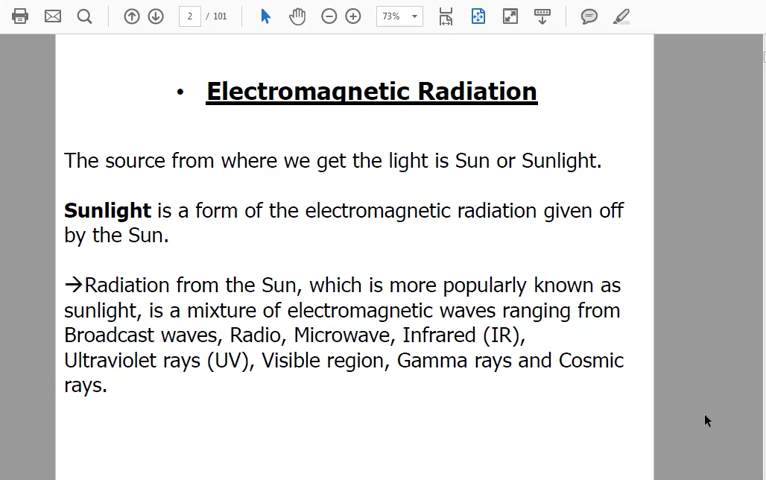 2 / 101
73%
• Electromagnetic Radiation
The source from where we get the light is Sun or Sunlight.
Sunlight is a form of the electromagnetic radiation given off
by the Sun.
→Radiation from the Sun, which is more popularly known as
sunlight, is a mixture of electromagnetic waves ranging from
Broadcast waves, Radio, Microwave, Infrared (IR),
Ultraviolet rays (UV), Visible region, Gamma rays and Cosmic
rays.